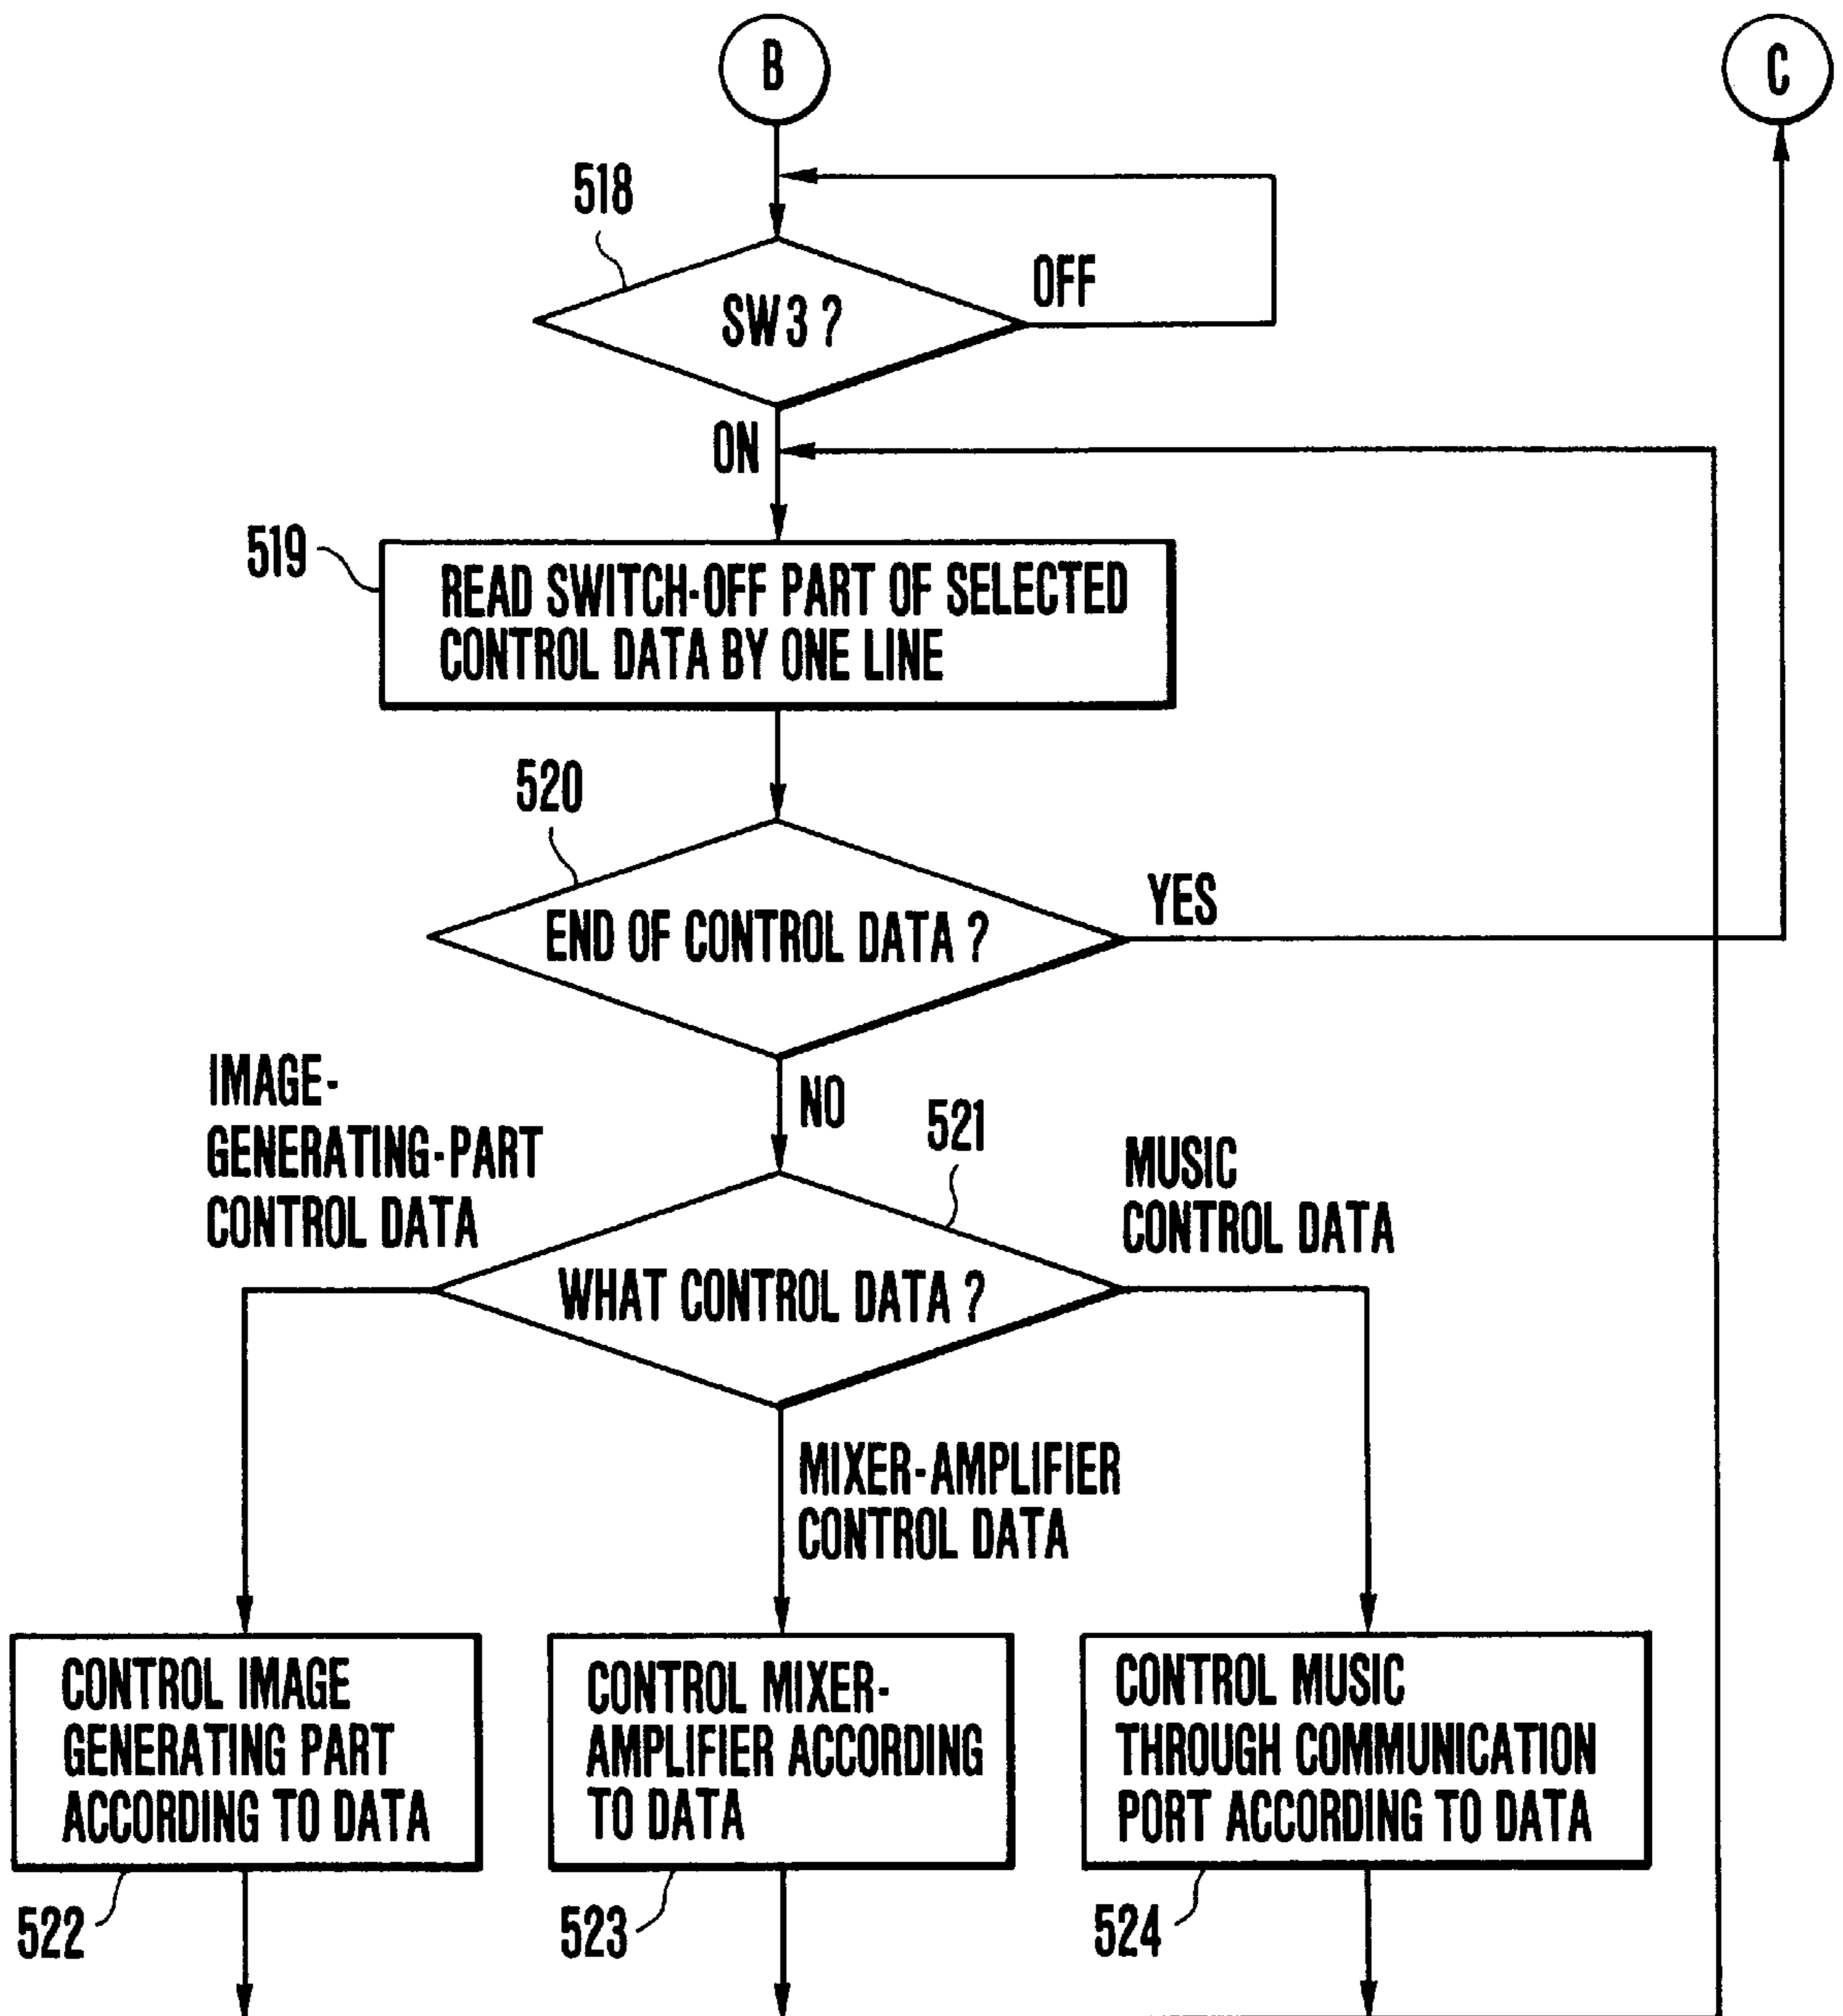 B
C
518
OFF
SW3 ?
ON
519
READ SWITCH-OFF PART OF SELECTED
CONTROL DATA BY ONE LINE
520
YES
END OF CONTROL DATA ?
NO
IMAGE-
GENERATING-PART
CONTROL DATA
521
MUSIC
CONTROL DATA
WHAT CONTROL DATA ?
MIXER-AMPLIFIER
CONTROL DATA
CONTROL IMAGE
GENERATING PART
ACCORDING TO DATA
CONTROL MIXER-
AMPLIFIER ACCORDING
TO DATA
CONTROL MUSIC
THROUGH COMMUNICATION
PORT ACCORDING TO DATA
522
523
524